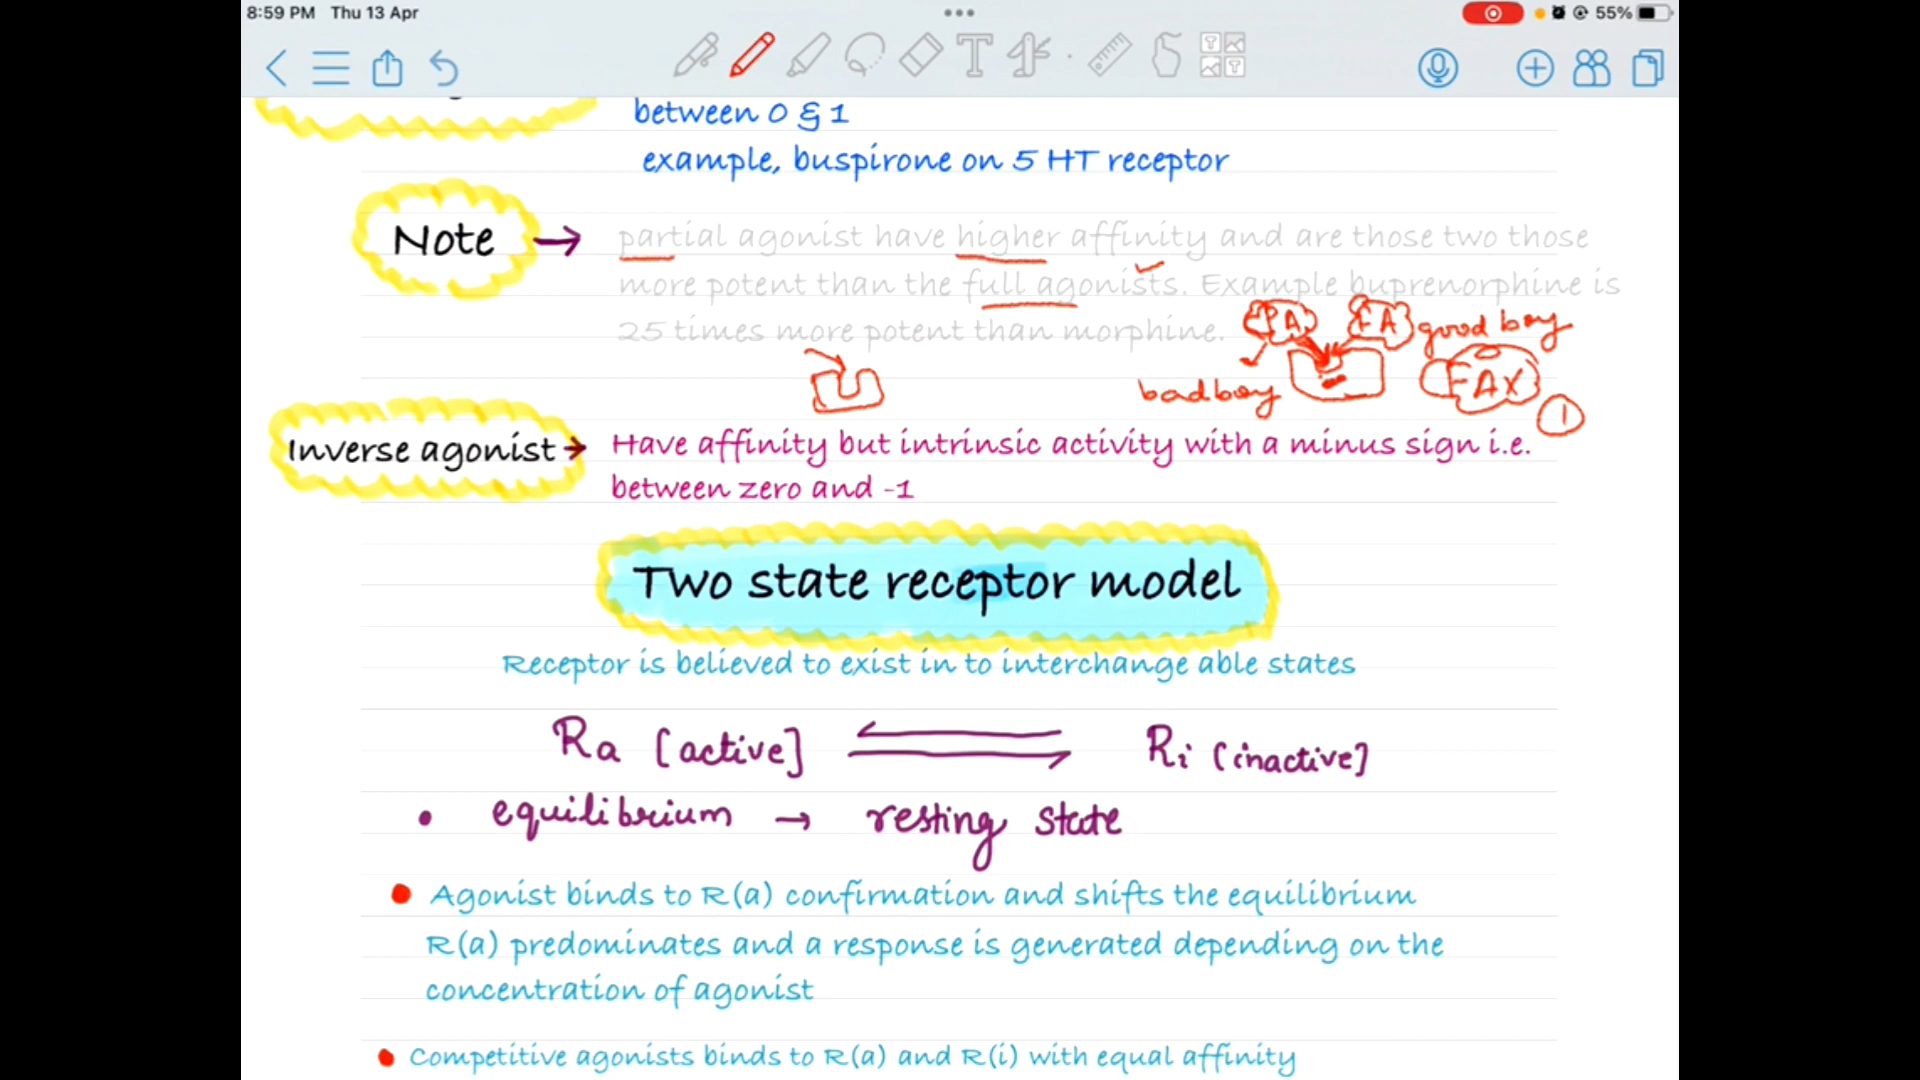 8:59 PM Thu 13 Apr
55%
between 0 & 1
example, buspirone on 5 HT receptor
Note →
partial agonist have higher affinity and are those two those
more potent than the full agonists. Example buprenorphine is
25 times more potent than morphine.
PA
FA
good boy
bad boy
FAX
1
Inverse agonist →
Have affinity but intrinsic activity with a minus sign i.e.
between zero and -1
Two state receptor model
Receptor is believed to exist in to interchange able states
Ra [active] ⇌ Ri [inactive]
• equilibrium → resting state
• Agonist binds to R(a) confirmation and shifts the equilibrium
R(a) predominates and a response is generated depending on the
concentration of agonist
• Competitive agonists binds to R(a) and R(i) with equal affinity